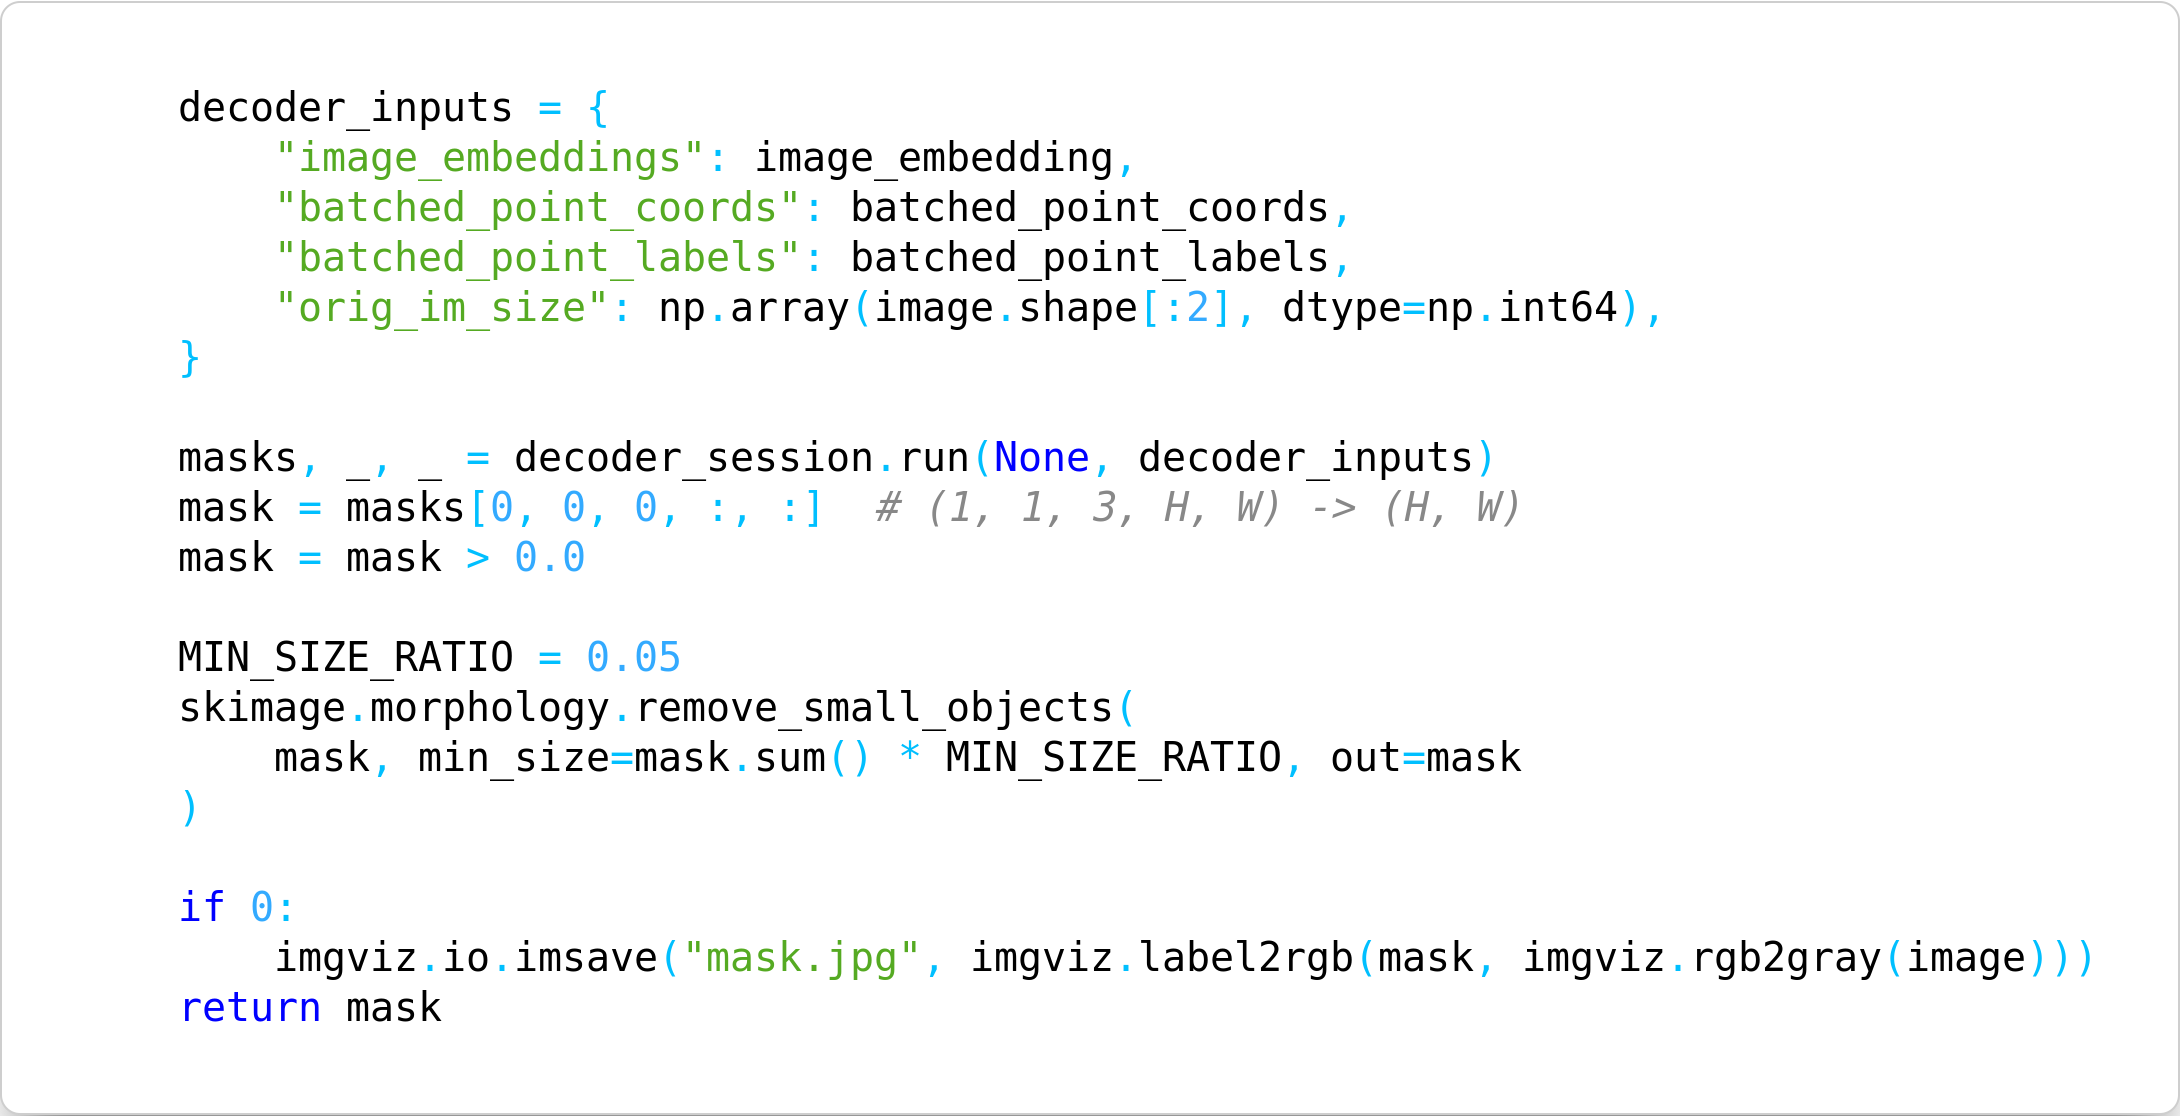 decoder_inputs = {
    "image_embeddings": image_embedding,
    "batched_point_coords": batched_point_coords,
    "batched_point_labels": batched_point_labels,
    "orig_im_size": np.array(image.shape[:2], dtype=np.int64),
}

masks, _, _ = decoder_session.run(None, decoder_inputs)
mask = masks[0, 0, 0, :, :]  # (1, 1, 3, H, W) -> (H, W)
mask = mask > 0.0

MIN_SIZE_RATIO = 0.05
skimage.morphology.remove_small_objects(
    mask, min_size=mask.sum() * MIN_SIZE_RATIO, out=mask
)

if 0:
    imgviz.io.imsave("mask.jpg", imgviz.label2rgb(mask, imgviz.rgb2gray(image)))
return mask